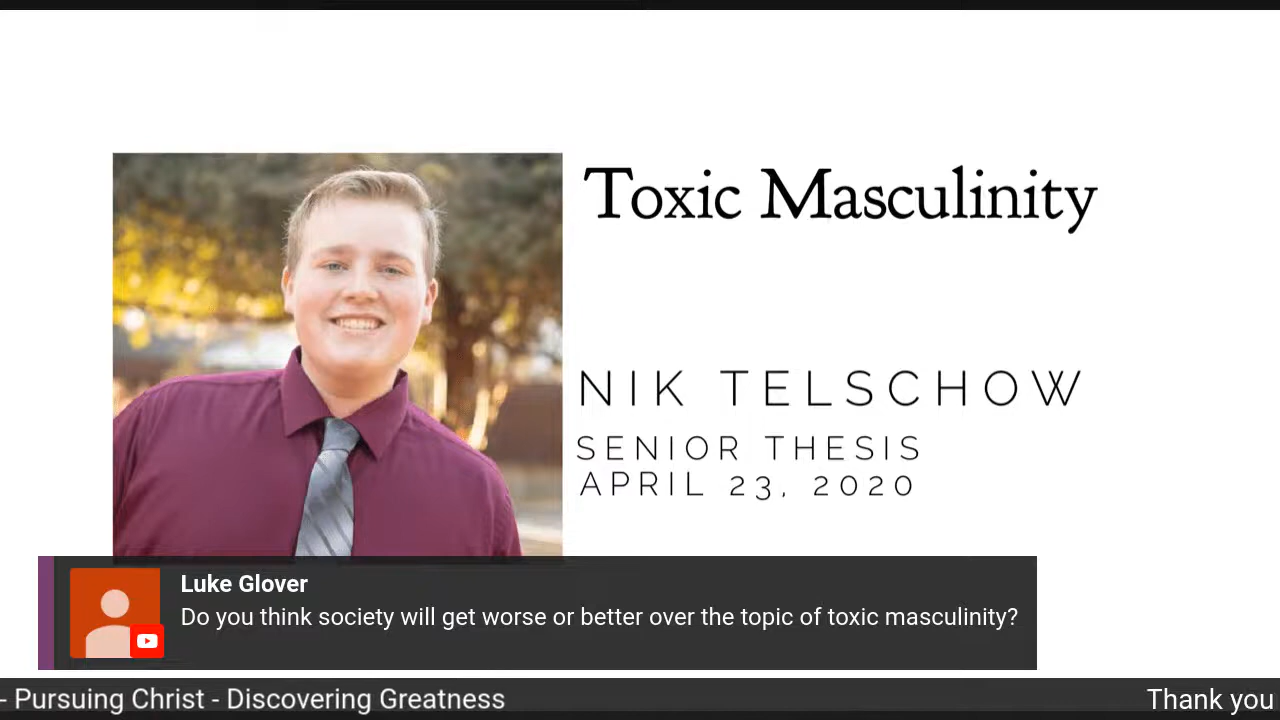 Toxic Masculinity
NIK TELSCHOW
SENIOR THESIS
APRIL 23, 2020
Luke Glover
Do you think society will get worse or better over the topic of toxic masculinity?
- Pursuing Christ - Discovering Greatness
Thank you